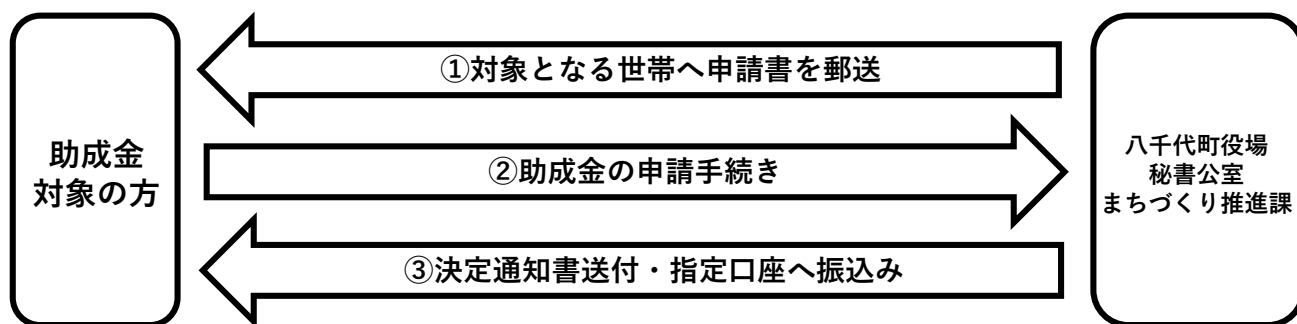 ①対象となる世帯へ申請書を郵送
助成金
対象の方
②助成金の申請手続き
八千代町役場
秘書公室
まちづくり推進課
③決定通知書送付・指定口座へ振込み